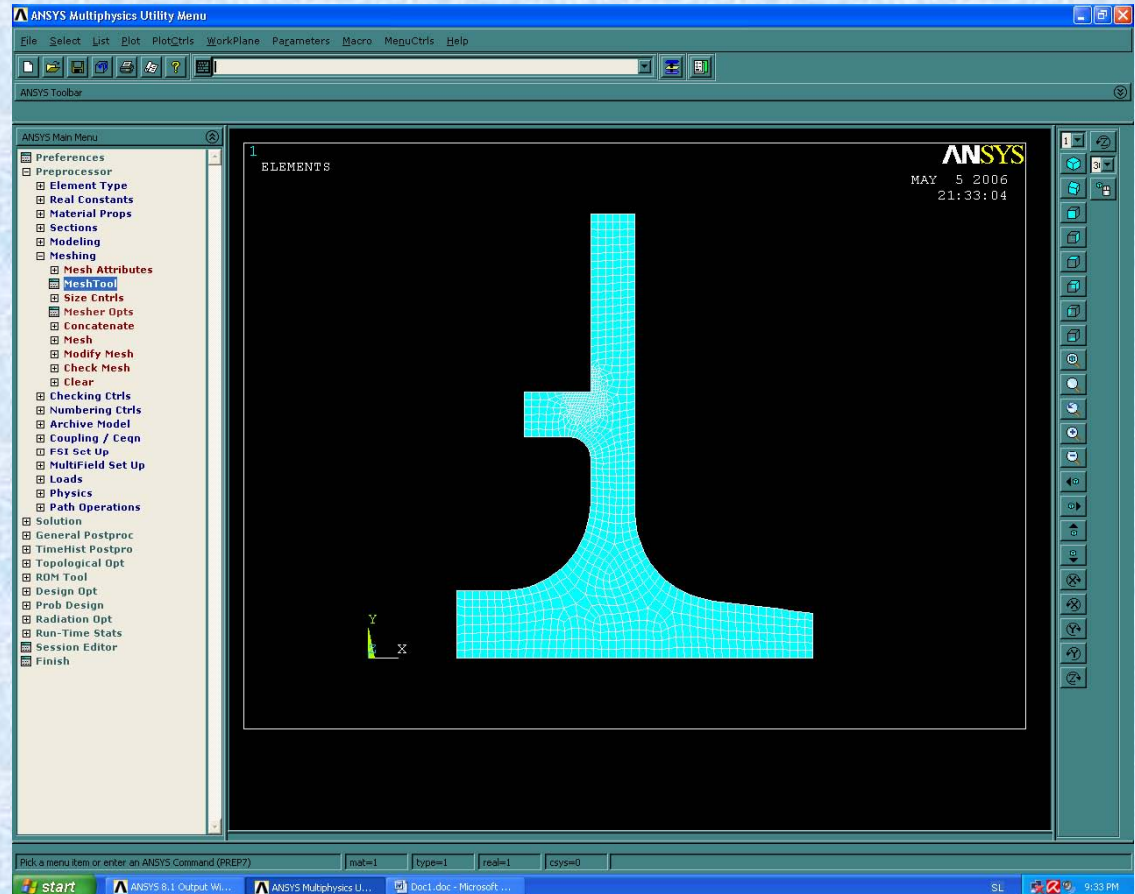 ANSYS Multiphysics Utility Menu
File Select List Plot PlotCtrls WorkPlane Parameters Macro MenuCtrls Help
ANSYS Toolbar
ANSYS Main Menu
Preferences
Preprocessor
Element Type
Real Constants
Material Props
Sections
Modeling
Meshing
Mesh Attributes
MeshTool
Size Cntrls
Mesher Opts
Concatenate
Mesh
Modify Mesh
Check Mesh
Clear
Checking Ctrls
Numbering Ctrls
Archive Model
Coupling / Ceqn
FSI Set Up
MultiField Set Up
Loads
Physics
Path Operations
Solution
General Postproc
TimeHist Postpro
Topological Opt
ROM Tool
Design Opt
Prob Design
Radiation Opt
Run-Time Stats
Session Editor
Finish
1
ELEMENTS
ANSYS
MAY 5 2006
21:33:04
Y
X
1
Pick a menu item or enter an ANSYS Command (PREP7)
mat=1
type=1
real=1
csys=0
start
ANSYS 8.1 Output Wi...
ANSYS Multiphysics U...
Doc1.doc - Microsoft ...
SL
9:33 PM